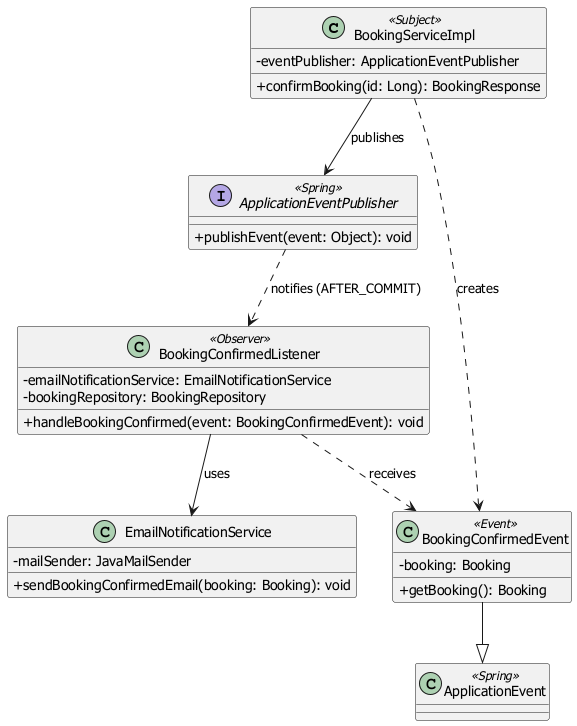 C
«Subject»
BookingServiceImpl
-eventPublisher: ApplicationEventPublisher
+confirmBooking(id: Long): BookingResponse
publishes
I
«Spring»
ApplicationEventPublisher
+publishEvent(event: Object): void
notifies (AFTER_COMMIT)
creates
C
«Observer»
BookingConfirmedListener
-emailNotificationService: EmailNotificationService
-bookingRepository: BookingRepository
+handleBookingConfirmed(event: BookingConfirmedEvent): void
uses
receives
C
EmailNotificationService
-mailSender: JavaMailSender
+sendBookingConfirmedEmail(booking: Booking): void
C
«Event»
BookingConfirmedEvent
-booking: Booking
+getBooking(): Booking
C
«Spring»
ApplicationEvent